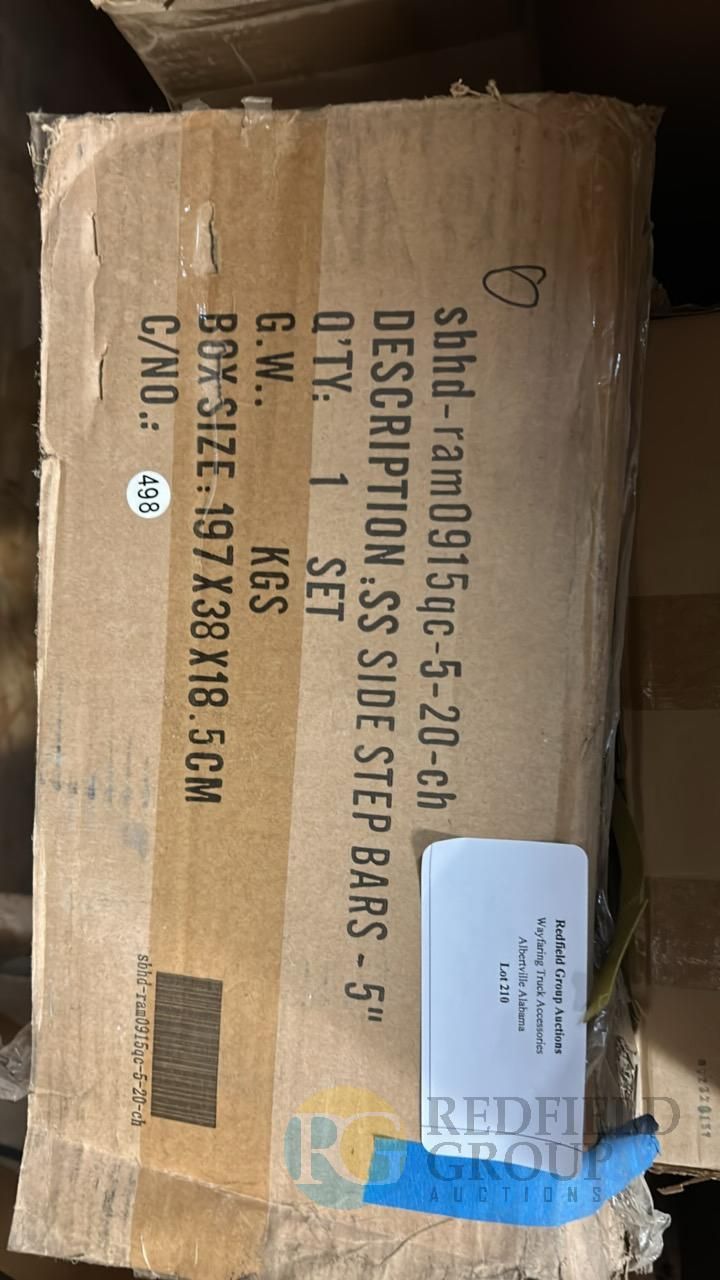 sbhd-ram0915qc-5-20-ch
DESCRIPTION:SS SIDE STEP BARS - 5"
Q'TY: 1 SET
G.W.: KGS
BOX SIZE: 197X38X18.5CM
C/NO.: 498
sbhd-ram0915qc-5-20-ch
Redfield Group Auctions
Wayfaring Truck Accessories
Albertville Alabama
Lot 210
RG
REDFIELD
GROUP
AUCTIONS